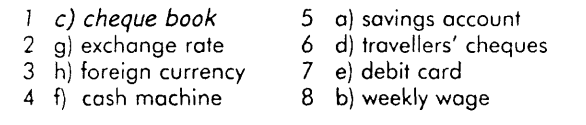 1 c) cheque book
2 g) exchange rate
3 h) foreign currency
4 f) cash machine
5 a) savings account
6 d) travellers' cheques
7 e) debit card
8 b) weekly wage